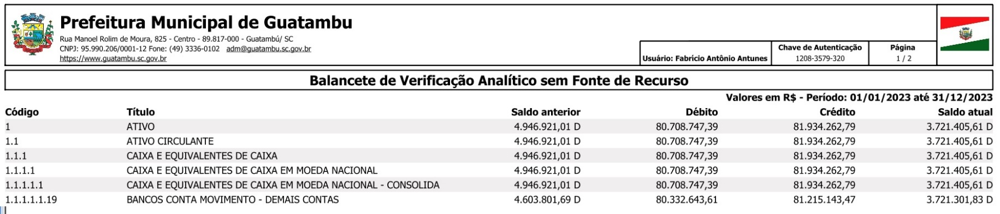 Prefeitura Municipal de Guatambu
Rua Manoel Rolim de Moura, 825 - Centro - 89.817-000 - Guatambú/ SC
CNPJ: 95.990.206/0001-12 Fone: (49) 3336-0102 adm@guatambu.sc.gov.br
https://www.guatambu.sc.gov.br
Usuário: Fabrício Antônio Antunes
Chave de Autenticação
1208-3579-320
Página
1 / 2
Balancete de Verificação Analítico sem Fonte de Recurso
Valores em R$ - Período: 01/01/2023 até 31/12/2023
Código Título Saldo anterior Débito Crédito Saldo atual
1 ATIVO 4.946.921,01 D 80.708.747,39 81.934.262,79 3.721.405,61 D
1.1 ATIVO CIRCULANTE 4.946.921,01 D 80.708.747,39 81.934.262,79 3.721.405,61 D
1.1.1 CAIXA E EQUIVALENTES DE CAIXA 4.946.921,01 D 80.708.747,39 81.934.262,79 3.721.405,61 D
1.1.1.1 CAIXA E EQUIVALENTES DE CAIXA EM MOEDA NACIONAL 4.946.921,01 D 80.708.747,39 81.934.262,79 3.721.405,61 D
1.1.1.1.1 CAIXA E EQUIVALENTES DE CAIXA EM MOEDA NACIONAL - CONSOLIDA 4.946.921,01 D 80.708.747,39 81.934.262,79 3.721.405,61 D
1.1.1.1.1.19 BANCOS CONTA MOVIMENTO - DEMAIS CONTAS 4.603.801,69 D 80.332.643,61 81.215.143,47 3.721.301,83 D